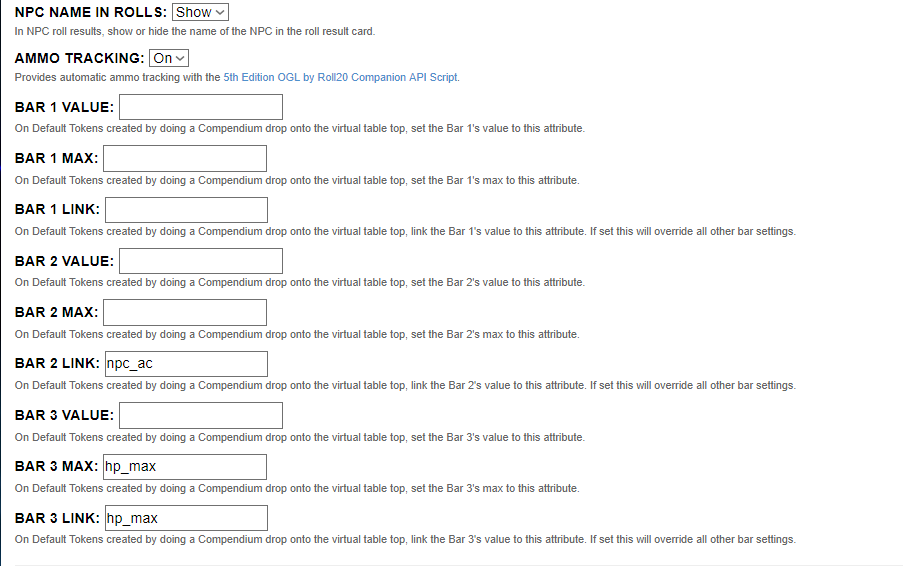 NPC NAME IN ROLLS: Show
In NPC roll results, show or hide the name of the NPC in the roll result card.
AMMO TRACKING: On
Provides automatic ammo tracking with the 5th Edition OGL by Roll20 Companion API Script.
BAR 1 VALUE:
On Default Tokens created by doing a Compendium drop onto the virtual table top, set the Bar 1's value to this attribute.
BAR 1 MAX:
On Default Tokens created by doing a Compendium drop onto the virtual table top, set the Bar 1's max to this attribute.
BAR 1 LINK:
On Default Tokens created by doing a Compendium drop onto the virtual table top, link the Bar 1's value to this attribute. If set this will override all other bar settings.
BAR 2 VALUE:
On Default Tokens created by doing a Compendium drop onto the virtual table top, set the Bar 2's value to this attribute.
BAR 2 MAX:
On Default Tokens created by doing a Compendium drop onto the virtual table top, set the Bar 2's max to this attribute.
BAR 2 LINK: npc_ac
On Default Tokens created by doing a Compendium drop onto the virtual table top, link the Bar 2's value to this attribute. If set this will override all other bar settings.
BAR 3 VALUE:
On Default Tokens created by doing a Compendium drop onto the virtual table top, set the Bar 3's value to this attribute.
BAR 3 MAX: hp_max
On Default Tokens created by doing a Compendium drop onto the virtual table top, set the Bar 3's max to this attribute.
BAR 3 LINK: hp_max
On Default Tokens created by doing a Compendium drop onto the virtual table top, link the Bar 3's value to this attribute. If set this will override all other bar settings.